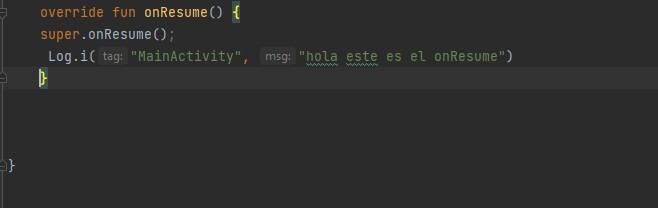 override fun onResume() {
super.onResume();
Log.i( tag: "MainActivity", msg: "hola este es el onResume")
}
}